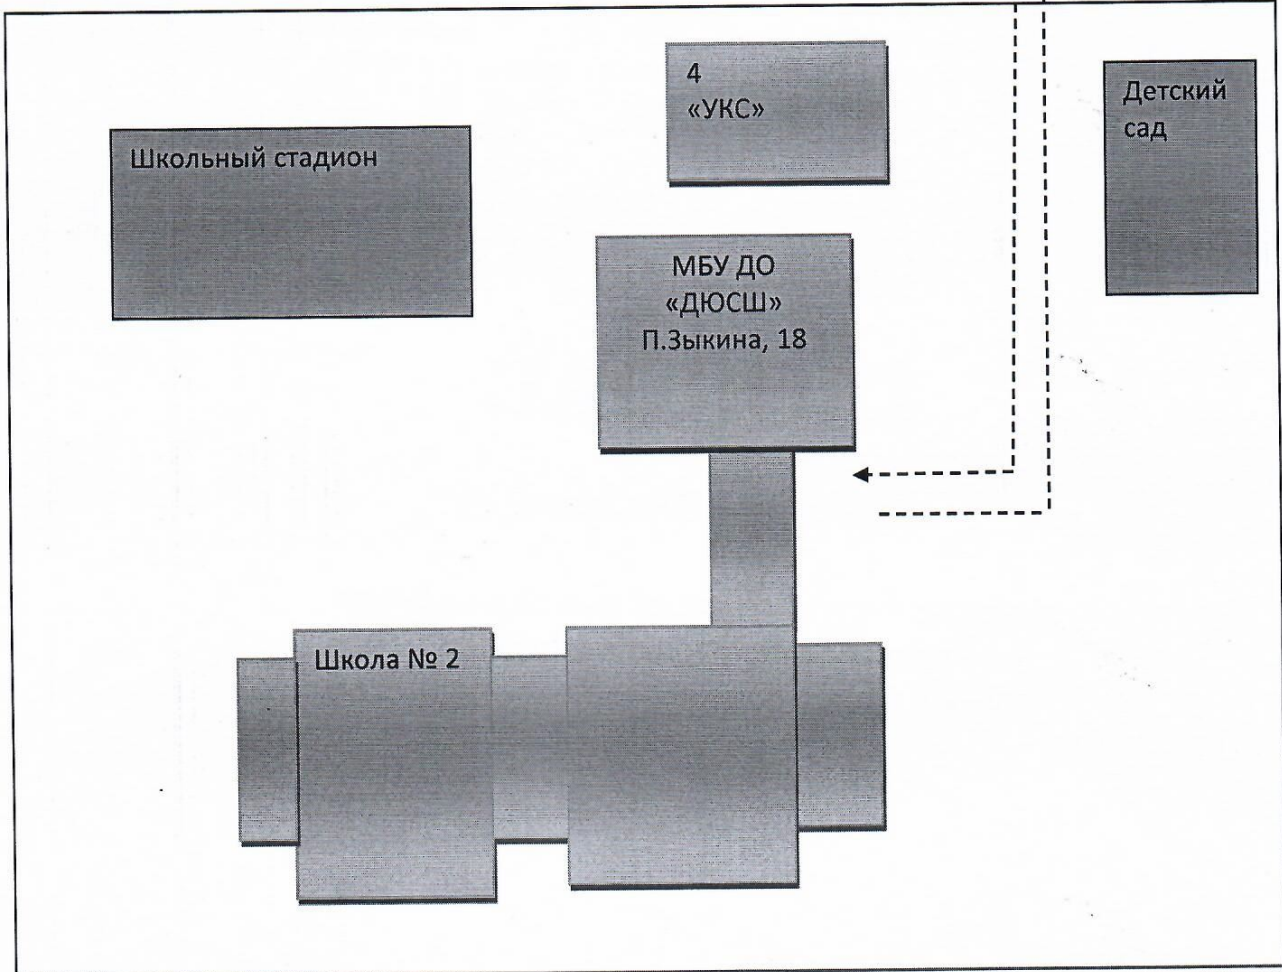 4
«УКС»
Детский
сад
Школьный стадион
МБУ ДО
«ДЮСШ»
П.Зыкина, 18
Школа № 2